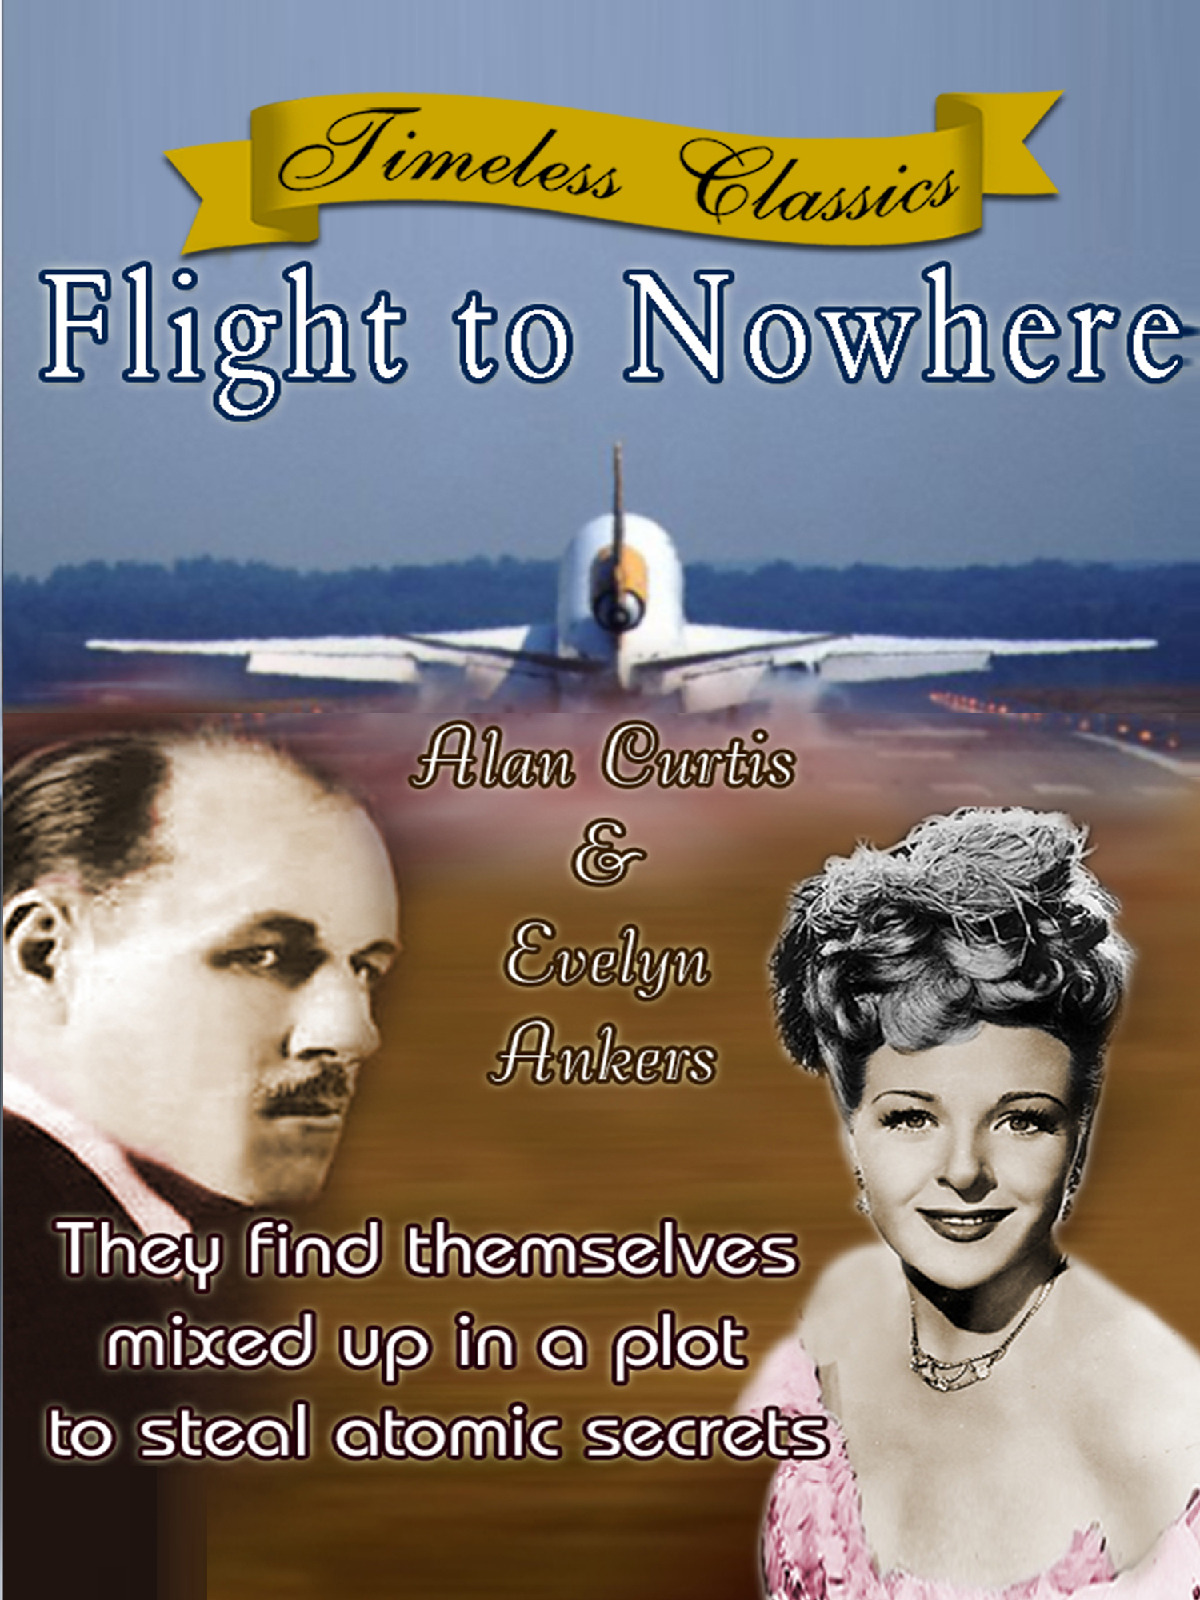 Timeless Classics
Flight to Nowhere
Alan Curtis
&
Evelyn
Ankers
They find themselves
mixed up in a plot
to steal atomic secrets